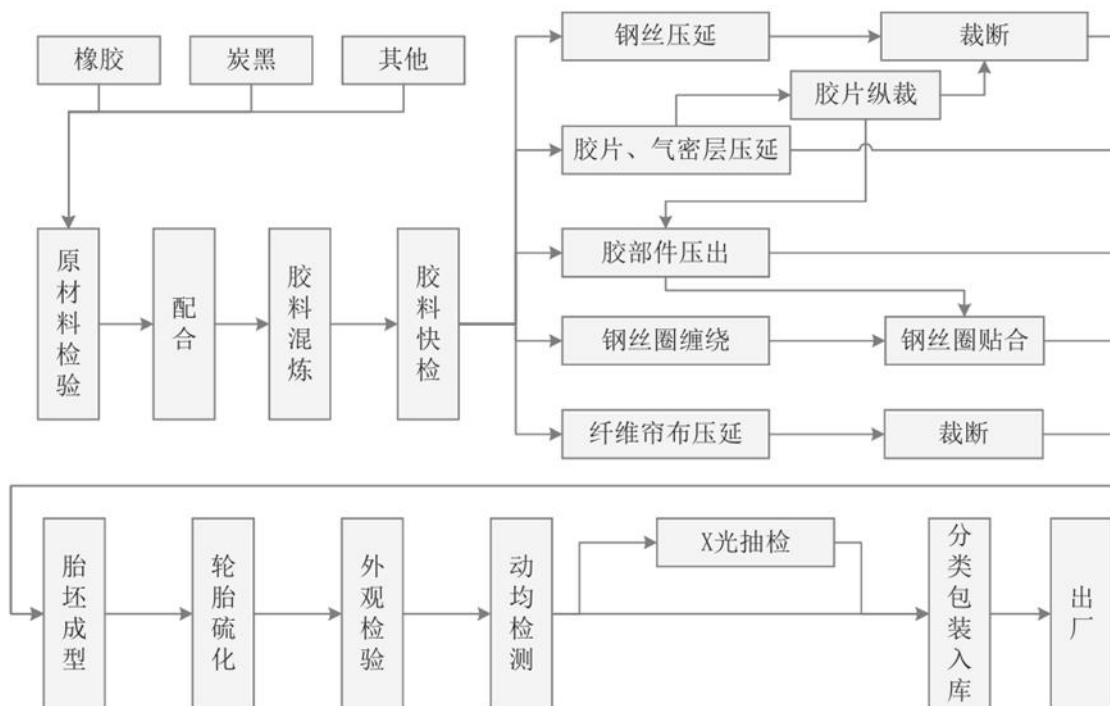 橡胶
炭黑
其他
钢丝压延
裁断
胶片纵裁
胶片、气密层压延
原材料检验
配合
胶料混炼
胶料快检
胶部件压出
钢丝圈缠绕
钢丝圈贴合
纤维帘布压延
裁断
胎坯成型
轮胎硫化
外观检验
动均检测
X光抽检
分类包装入库
出厂